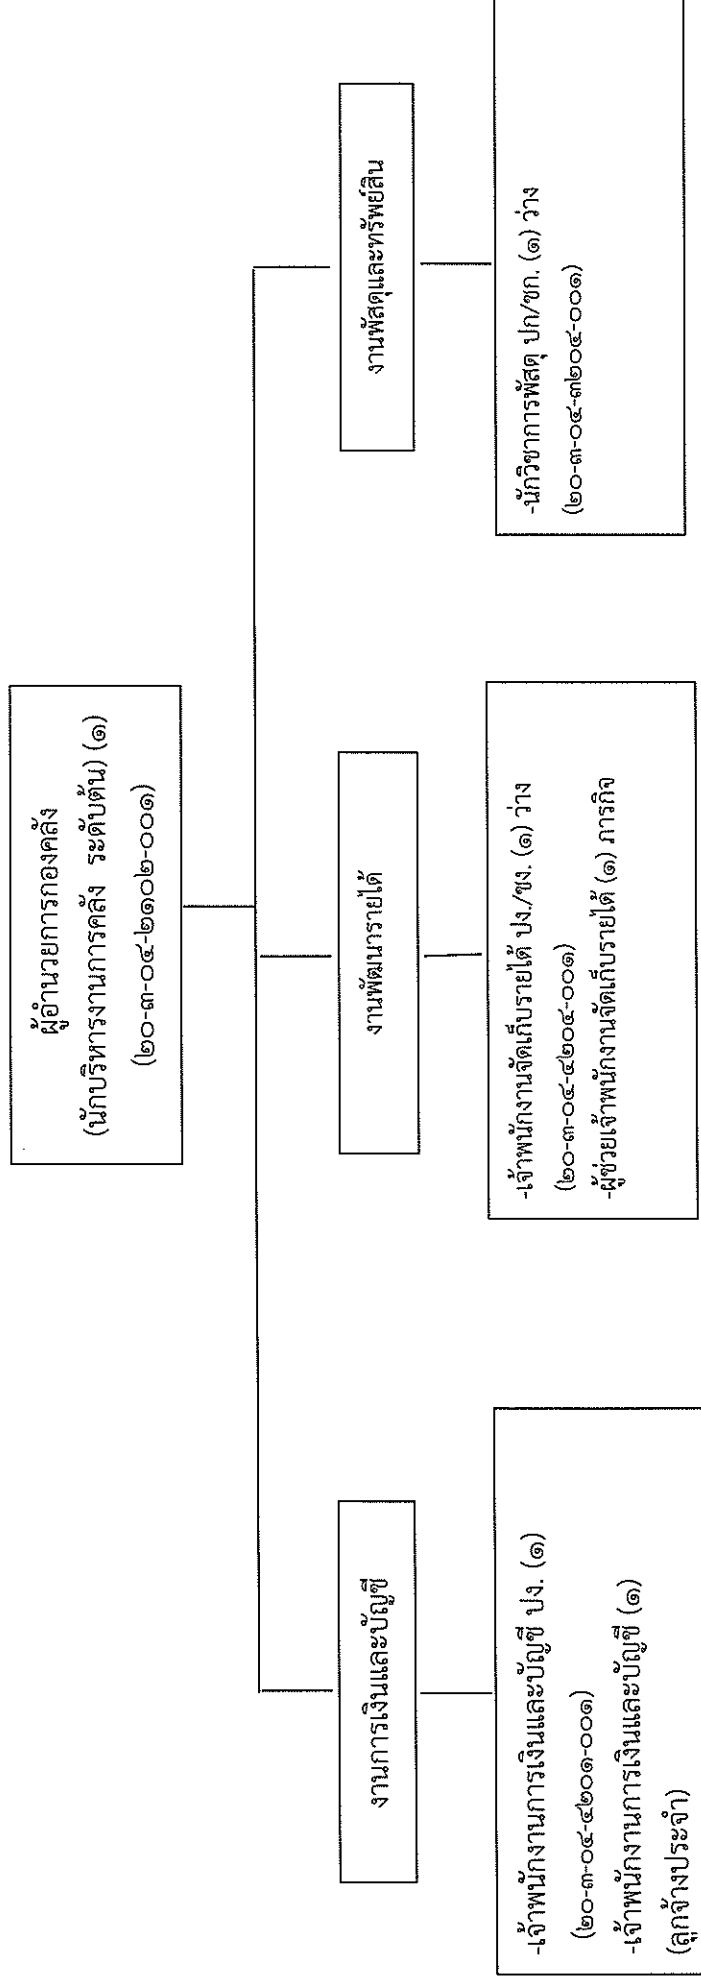 ผู้อำนวยการกองคลัง
(นักบริหารงานการคลัง ระดับต้น) (๑)
(๒๐-๓-๐๔-๒๑๐๒-๐๐๑)
งานการเงินและบัญชี
งานพัฒนารายได้
งานพัสดุและทรัพย์สิน
-เจ้าพนักงานการเงินและบัญชี ปง. (๑)
(๒๐-๓-๐๔-๔๒๐๑-๐๐๑)
-เจ้าพนักงานการเงินและบัญชี (๑)
(ลูกจ้างประจำ)
-เจ้าพนักงานจัดเก็บรายได้ ปง./ชง. (๑) ว่าง
(๒๐-๓-๐๔-๔๒๐๔-๐๐๑)
-ผู้ช่วยเจ้าพนักงานจัดเก็บรายได้ (๑) ภารกิจ
-นักวิชาการพัสดุ ปก/ชก. (๑) ว่าง
(๒๐-๓-๐๔-๓๒๐๔-๐๐๑)